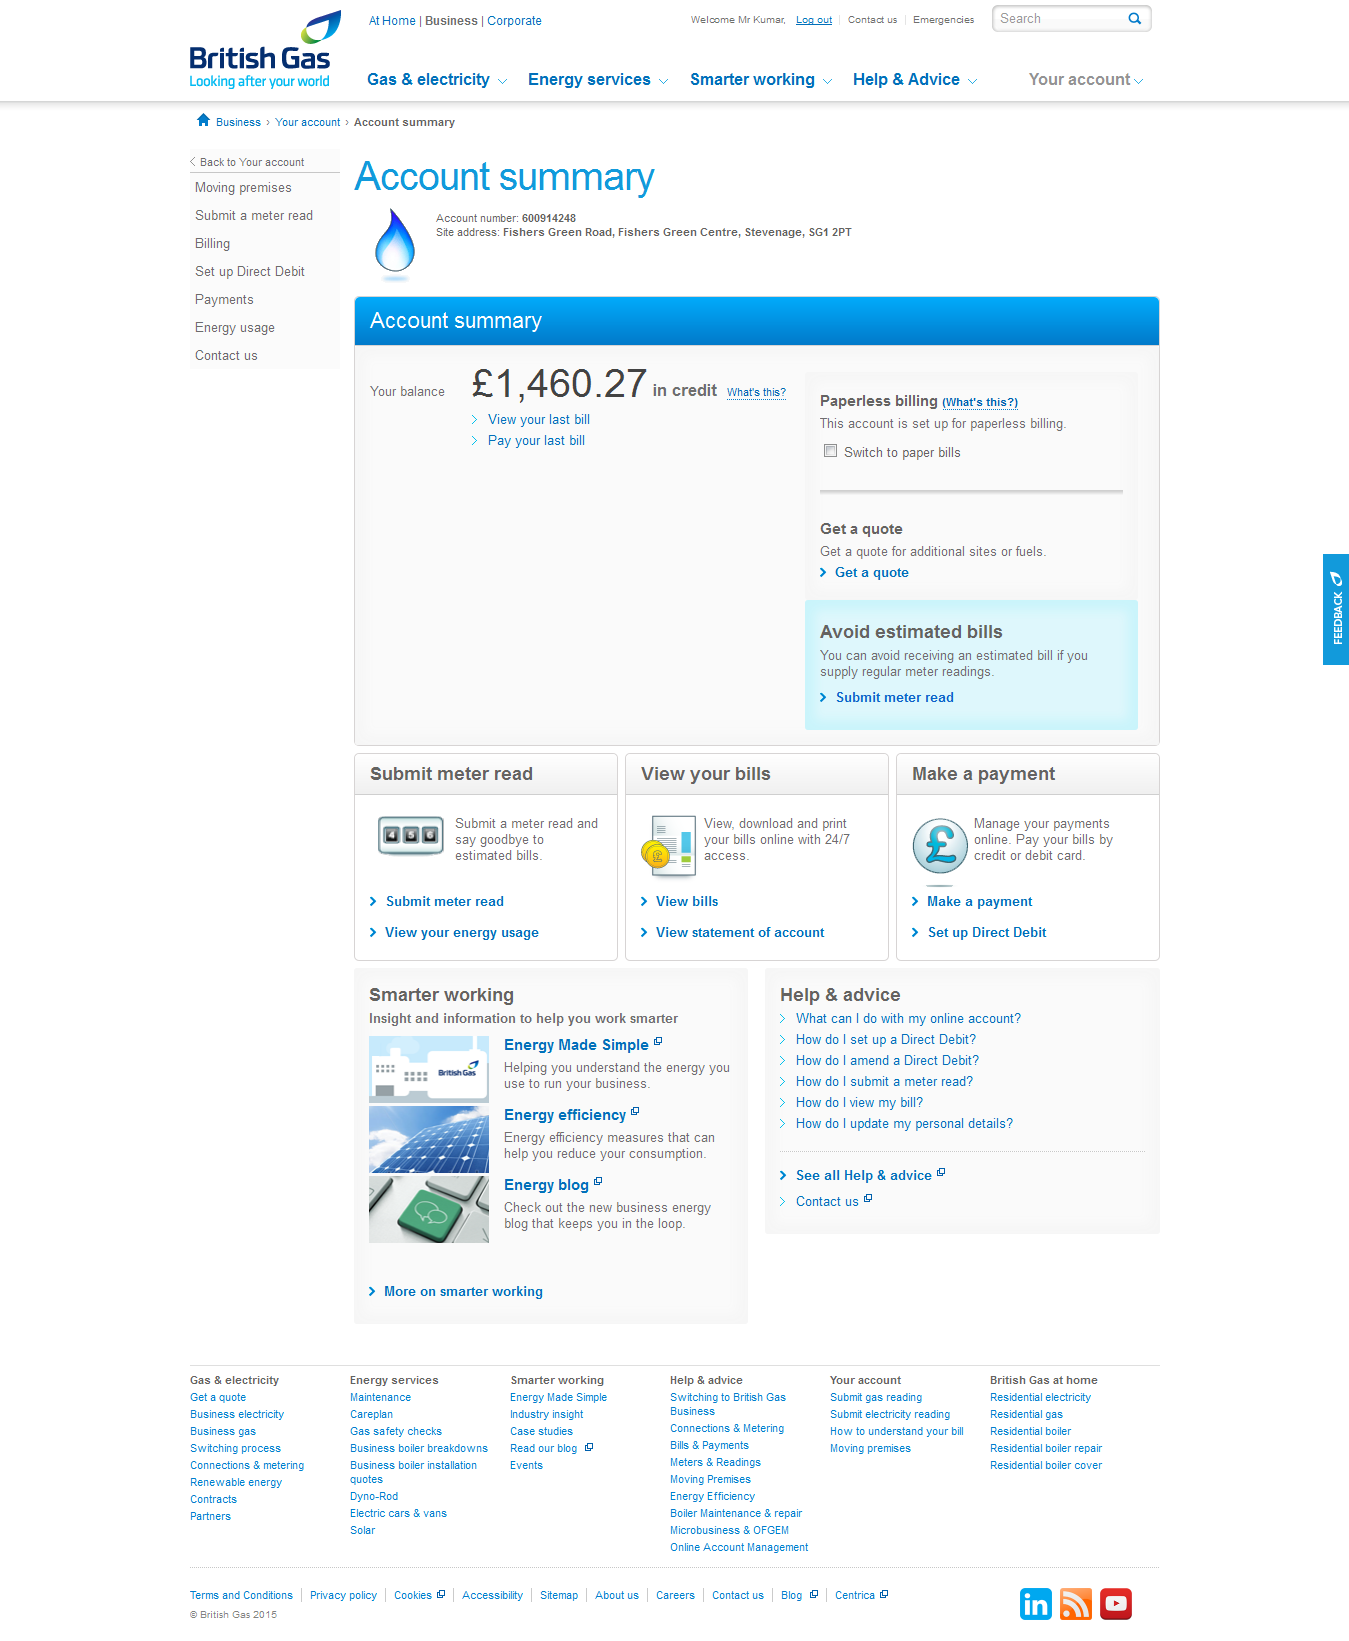 British Gas
Looking after your world
At Home | Business | Corporate
Welcome Mr Kumar, Log out Contact us Emergencies
Search
Gas & electricity Energy services Smarter working Help & Advice Your account
Business › Your account › Account summary
Back to Your account
Moving premises
Submit a meter read
Billing
Set up Direct Debit
Payments
Energy usage
Contact us
Account summary
Account number: 600914248
Site address: Fishers Green Road, Fishers Green Centre, Stevenage, SG1 2PT
Account summary
Your balance £1,460.27 in credit What's this?
View your last bill
Pay your last bill
Paperless billing (What's this?)
This account is set up for paperless billing.
Switch to paper bills
Get a quote
Get a quote for additional sites or fuels.
Get a quote
Avoid estimated bills
You can avoid receiving an estimated bill if you
supply regular meter readings.
Submit meter read
FEEDBACK
Submit meter read
4 5 6
Submit a meter read and
say goodbye to
estimated bills.
Submit meter read
View your energy usage
View your bills
£
View, download and print
your bills online with 24/7
access.
View bills
View statement of account
Make a payment
£
Manage your payments
online. Pay your bills by
credit or debit card.
Make a payment
Set up Direct Debit
Smarter working
Insight and information to help you work smarter
British Gas
Energy Made Simple
Helping you understand the energy you
use to run your business.
Energy efficiency
Energy efficiency measures that can
help you reduce your consumption.
Energy blog
Check out the new business energy
blog that keeps you in the loop.
More on smarter working
Help & advice
What can I do with my online account?
How do I set up a Direct Debit?
How do I amend a Direct Debit?
How do I submit a meter read?
How do I view my bill?
How do I update my personal details?
See all Help & advice
Contact us
Gas & electricity
Get a quote
Business electricity
Business gas
Switching process
Connections & metering
Renewable energy
Contracts
Partners
Energy services
Maintenance
Careplan
Gas safety checks
Business boiler breakdowns
Business boiler installation
quotes
Dyno-Rod
Electric cars & vans
Solar
Smarter working
Energy Made Simple
Industry insight
Case studies
Read our blog
Events
Help & advice
Switching to British Gas
Business
Connections & Metering
Bills & Payments
Meters & Readings
Moving Premises
Energy Efficiency
Boiler Maintenance & repair
Microbusiness & OFGEM
Online Account Management
Your account
Submit gas reading
Submit electricity reading
How to understand your bill
Moving premises
British Gas at home
Residential electricity
Residential gas
Residential boiler
Residential boiler repair
Residential boiler cover
Terms and Conditions Privacy policy Cookies Accessibility Sitemap About us Careers Contact us Blog Centrica
© British Gas 2015
in